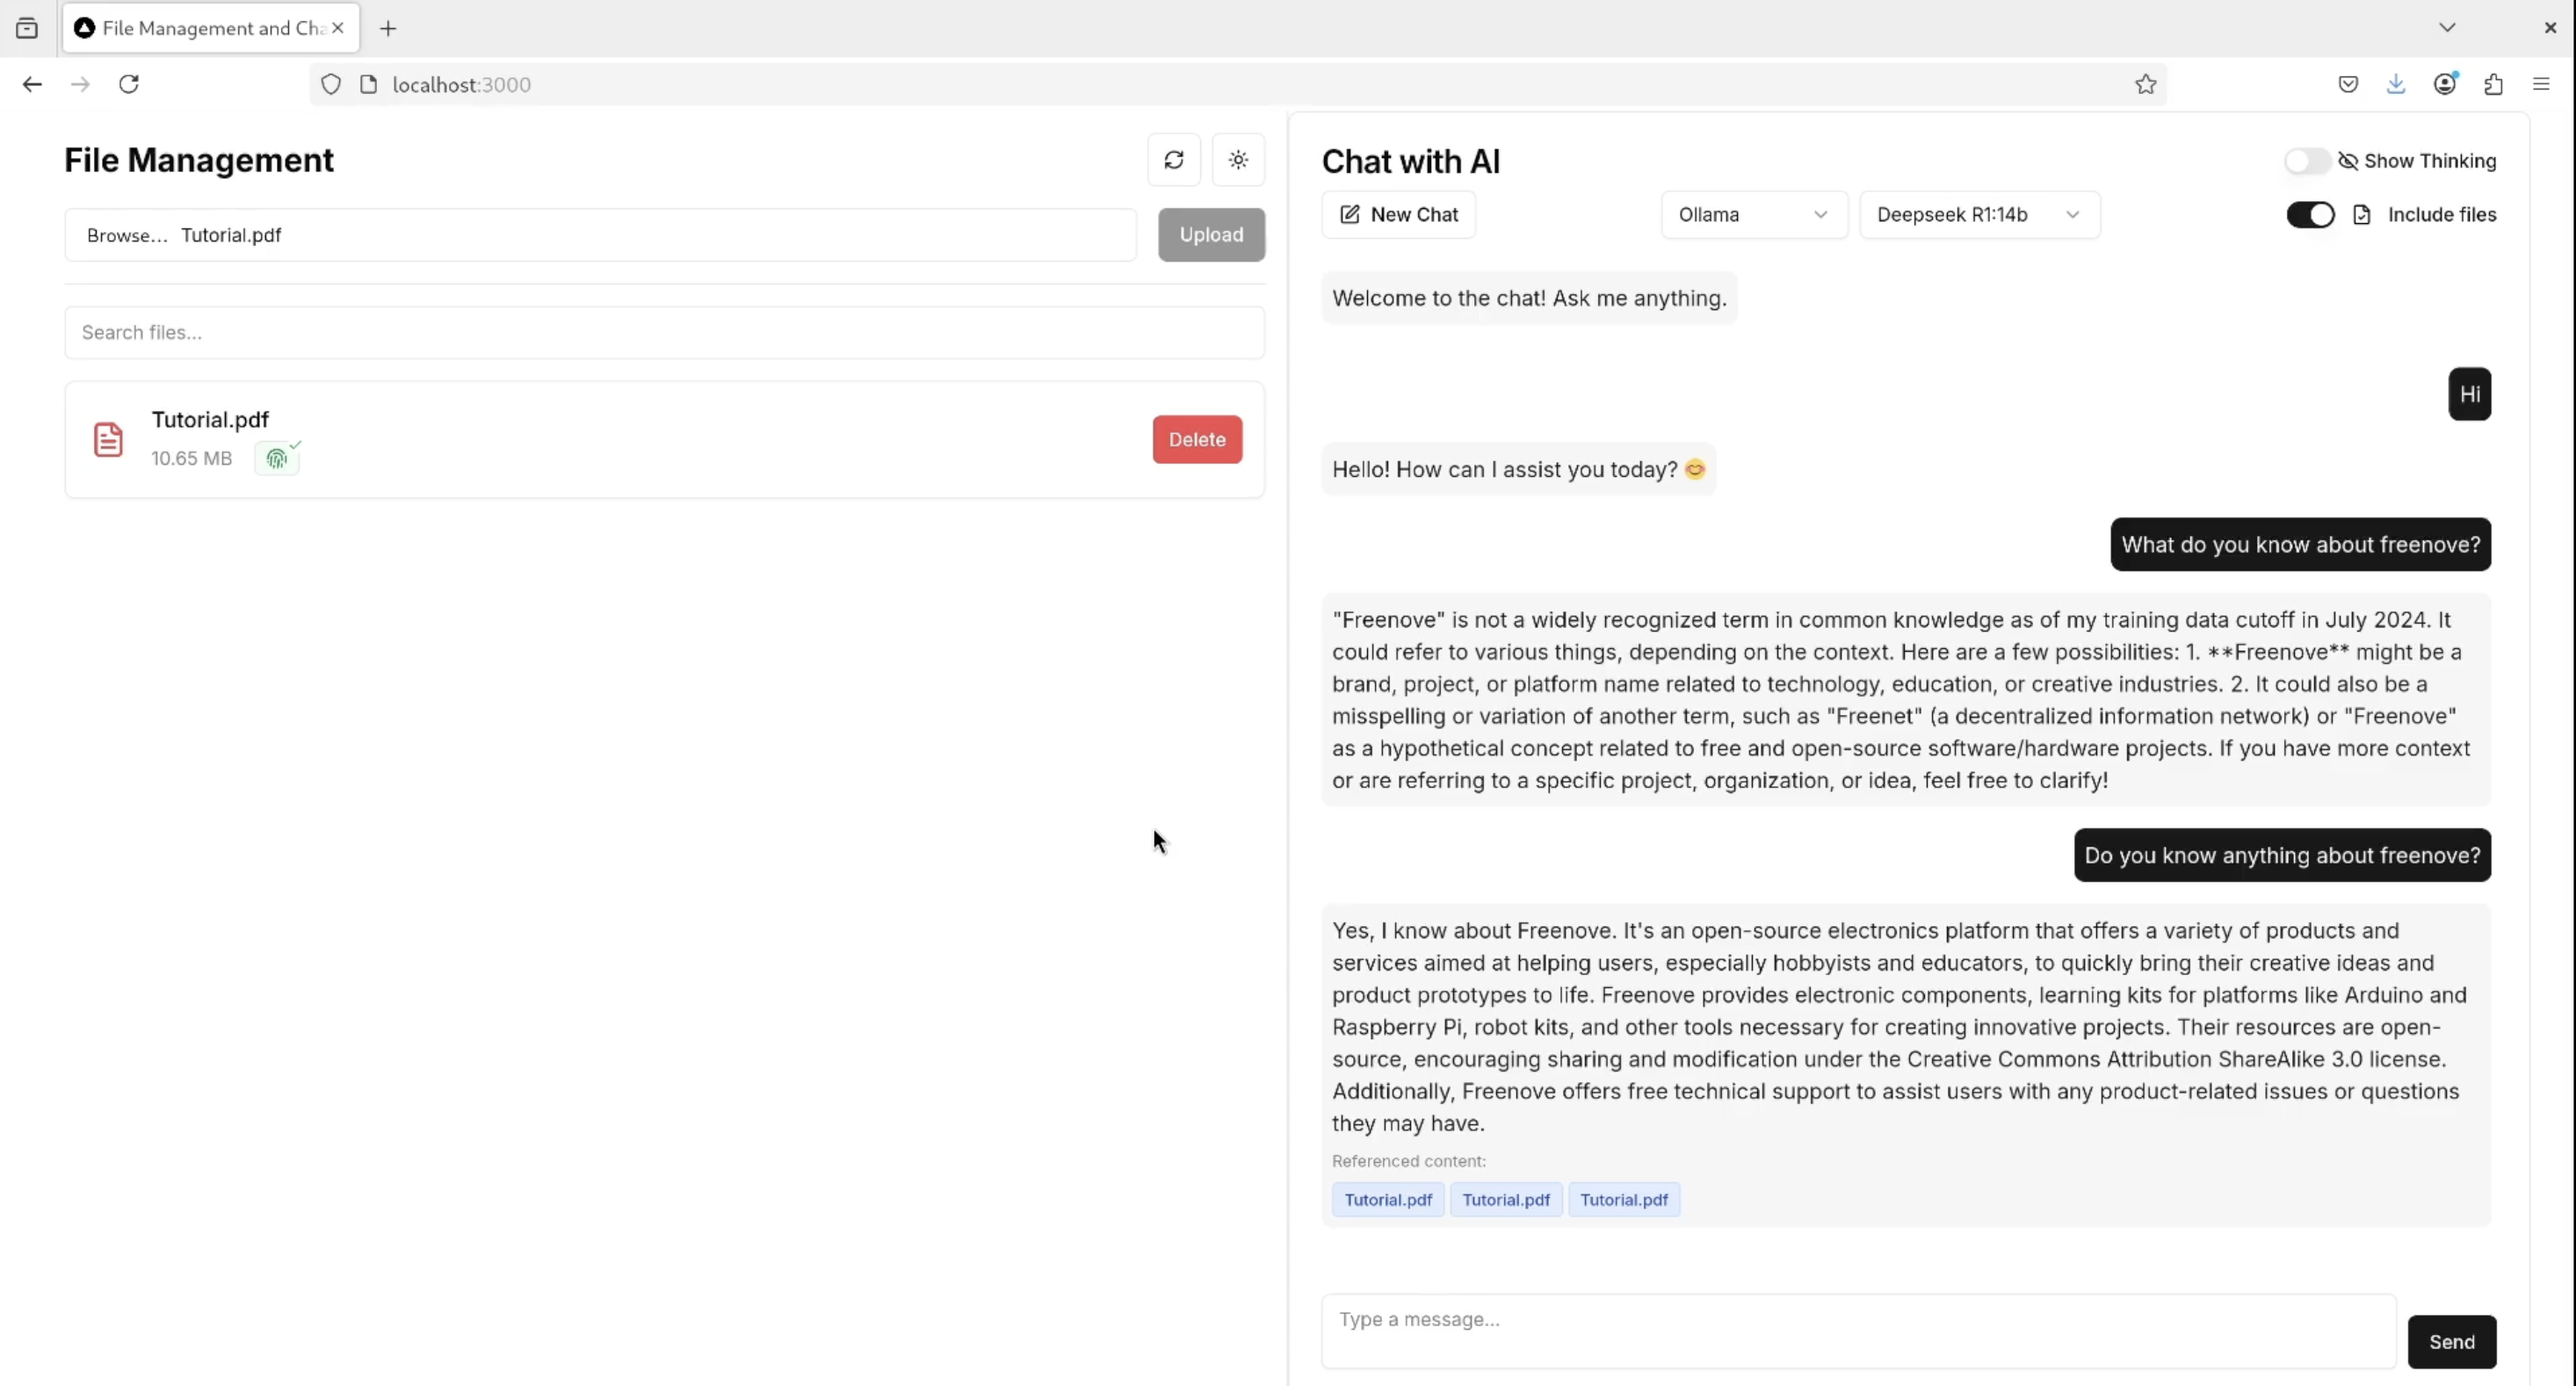 File Management and Cha
localhost:3000
File Management
Browse... Tutorial.pdf
Upload
Search files...
Tutorial.pdf
10.65 MB
Delete
Chat with AI
Show Thinking
New Chat
Ollama
Deepseek R1:14b
Include files
Welcome to the chat! Ask me anything.
Hi
Hello! How can I assist you today? 😊
What do you know about freenove?
"Freenove" is not a widely recognized term in common knowledge as of my training data cutoff in July 2024. It
could refer to various things, depending on the context. Here are a few possibilities: 1. **Freenove** might be a
brand, project, or platform name related to technology, education, or creative industries. 2. It could also be a
misspelling or variation of another term, such as "Freenet" (a decentralized information network) or "Freenove"
as a hypothetical concept related to free and open-source software/hardware projects. If you have more context
or are referring to a specific project, organization, or idea, feel free to clarify!
Do you know anything about freenove?
Yes, I know about Freenove. It's an open-source electronics platform that offers a variety of products and
services aimed at helping users, especially hobbyists and educators, to quickly bring their creative ideas and
product prototypes to life. Freenove provides electronic components, learning kits for platforms like Arduino and
Raspberry Pi, robot kits, and other tools necessary for creating innovative projects. Their resources are open-
source, encouraging sharing and modification under the Creative Commons Attribution ShareAlike 3.0 license.
Additionally, Freenove offers free technical support to assist users with any product-related issues or questions
they may have.
Referenced content:
Tutorial.pdf Tutorial.pdf Tutorial.pdf
Type a message...
Send